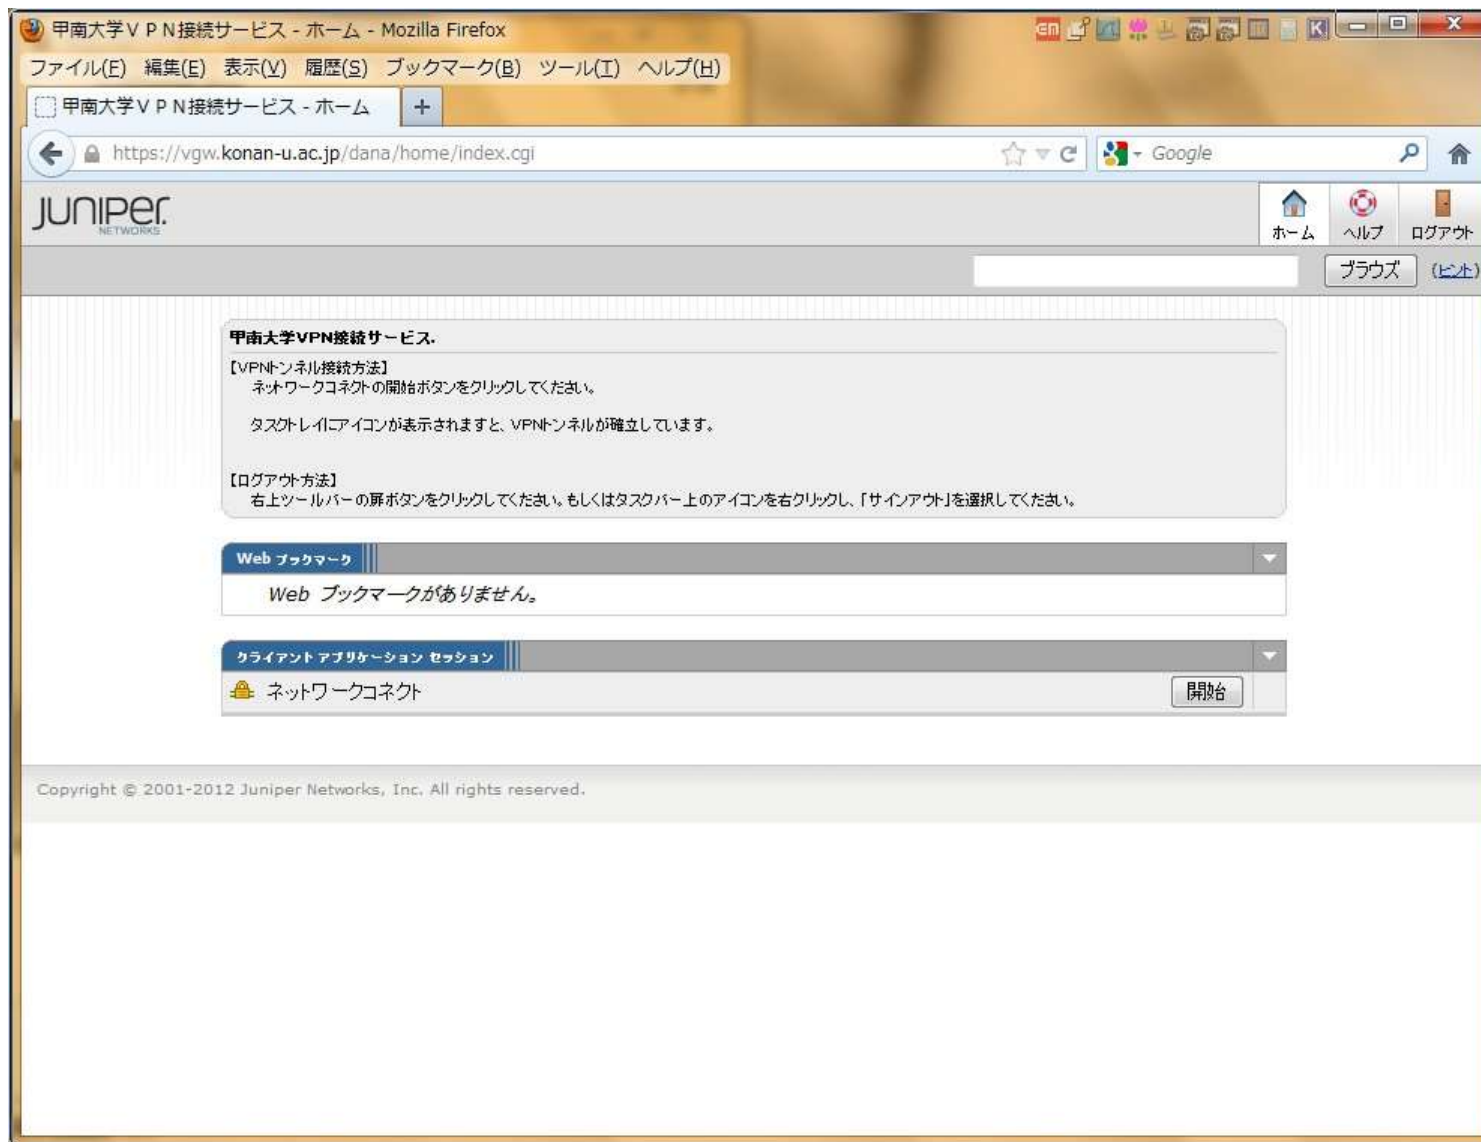 甲南大学ＶＰＮ接続サービス - ホーム - Mozilla Firefox
ファイル(F) 編集(E) 表示(V) 履歴(S) ブックマーク(B) ツール(T) ヘルプ(H)
甲南大学ＶＰＮ接続サービス - ホーム
https://vgw.konan-u.ac.jp/dana/home/index.cgi
Google
JUNIPER
NETWORKS
ホーム ヘルプ ログアウト
ブラウズ (ヒント)
甲南大学VPN接続サービス.
【VPNトンネル接続方法】
ネットワークコネクトの開始ボタンをクリックしてください。
タスクトレイにアイコンが表示されますと、VPNトンネルが確立しています。
【ログアウト方法】
右上ツールバーの扉ボタンをクリックしてください。もしくはタスクバー上のアイコンを右クリックし、「サインアウト」を選択してください。
Web ブックマーク
Web ブックマークがありません。
クライアント アプリケーション セッション
ネットワークコネクト
開始
Copyright © 2001-2012 Juniper Networks, Inc. All rights reserved.